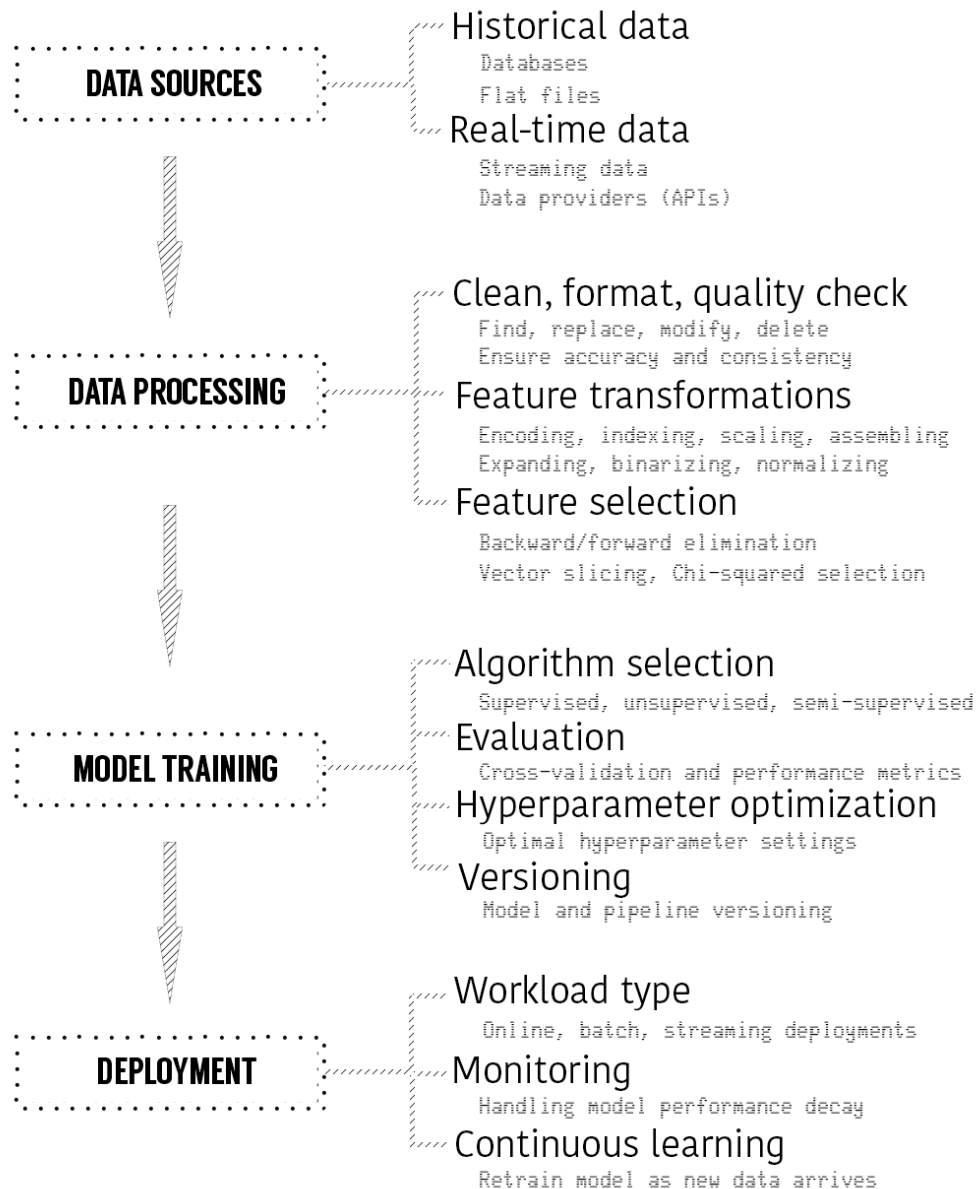 DATA SOURCES
Historical data
Databases
Flat files
Real-time data
Streaming data
Data providers (APIs)
DATA PROCESSING
Clean, format, quality check
Find, replace, modify, delete
Ensure accuracy and consistency
Feature transformations
Encoding, indexing, scaling, assembling
Expanding, binarizing, normalizing
Feature selection
Backward/forward elimination
Vector slicing, Chi-squared selection
MODEL TRAINING
Algorithm selection
Supervised, unsupervised, semi-supervised
Evaluation
Cross-validation and performance metrics
Hyperparameter optimization
Optimal hyperparameter settings
Versioning
Model and pipeline versioning
DEPLOYMENT
Workload type
Online, batch, streaming deployments
Monitoring
Handling model performance decay
Continuous learning
Retrain model as new data arrives